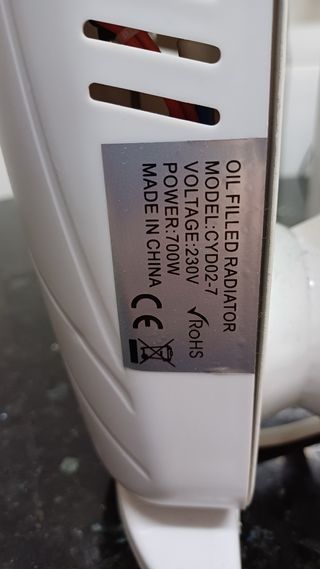 OIL FILLED RADIATOR
MODEL:CYD02-7
VOLTAGE:230V
POWER:700W
MADE IN CHINA
✓RoHS
CE